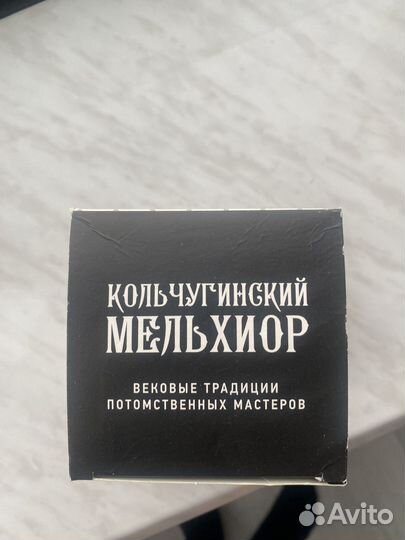 КОЛЬЧУГИНСКИЙ
МЕЛЬХИОР
ВЕКОВЫЕ ТРАДИЦИИ
ПОТОМСТВЕННЫХ МАСТЕРОВ
Avito